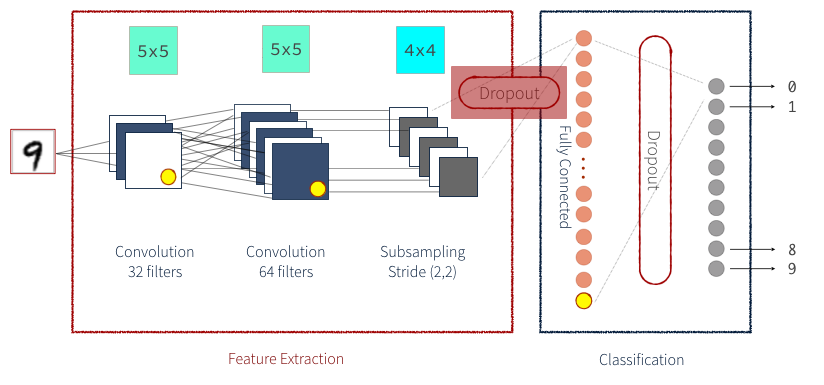 5x5
5x5
4x4
Dropout
9
Fully Connected
Dropout
0
1
8
9
Convolution
32 filters
Convolution
64 filters
Subsampling
Stride (2,2)
Feature Extraction
Classification